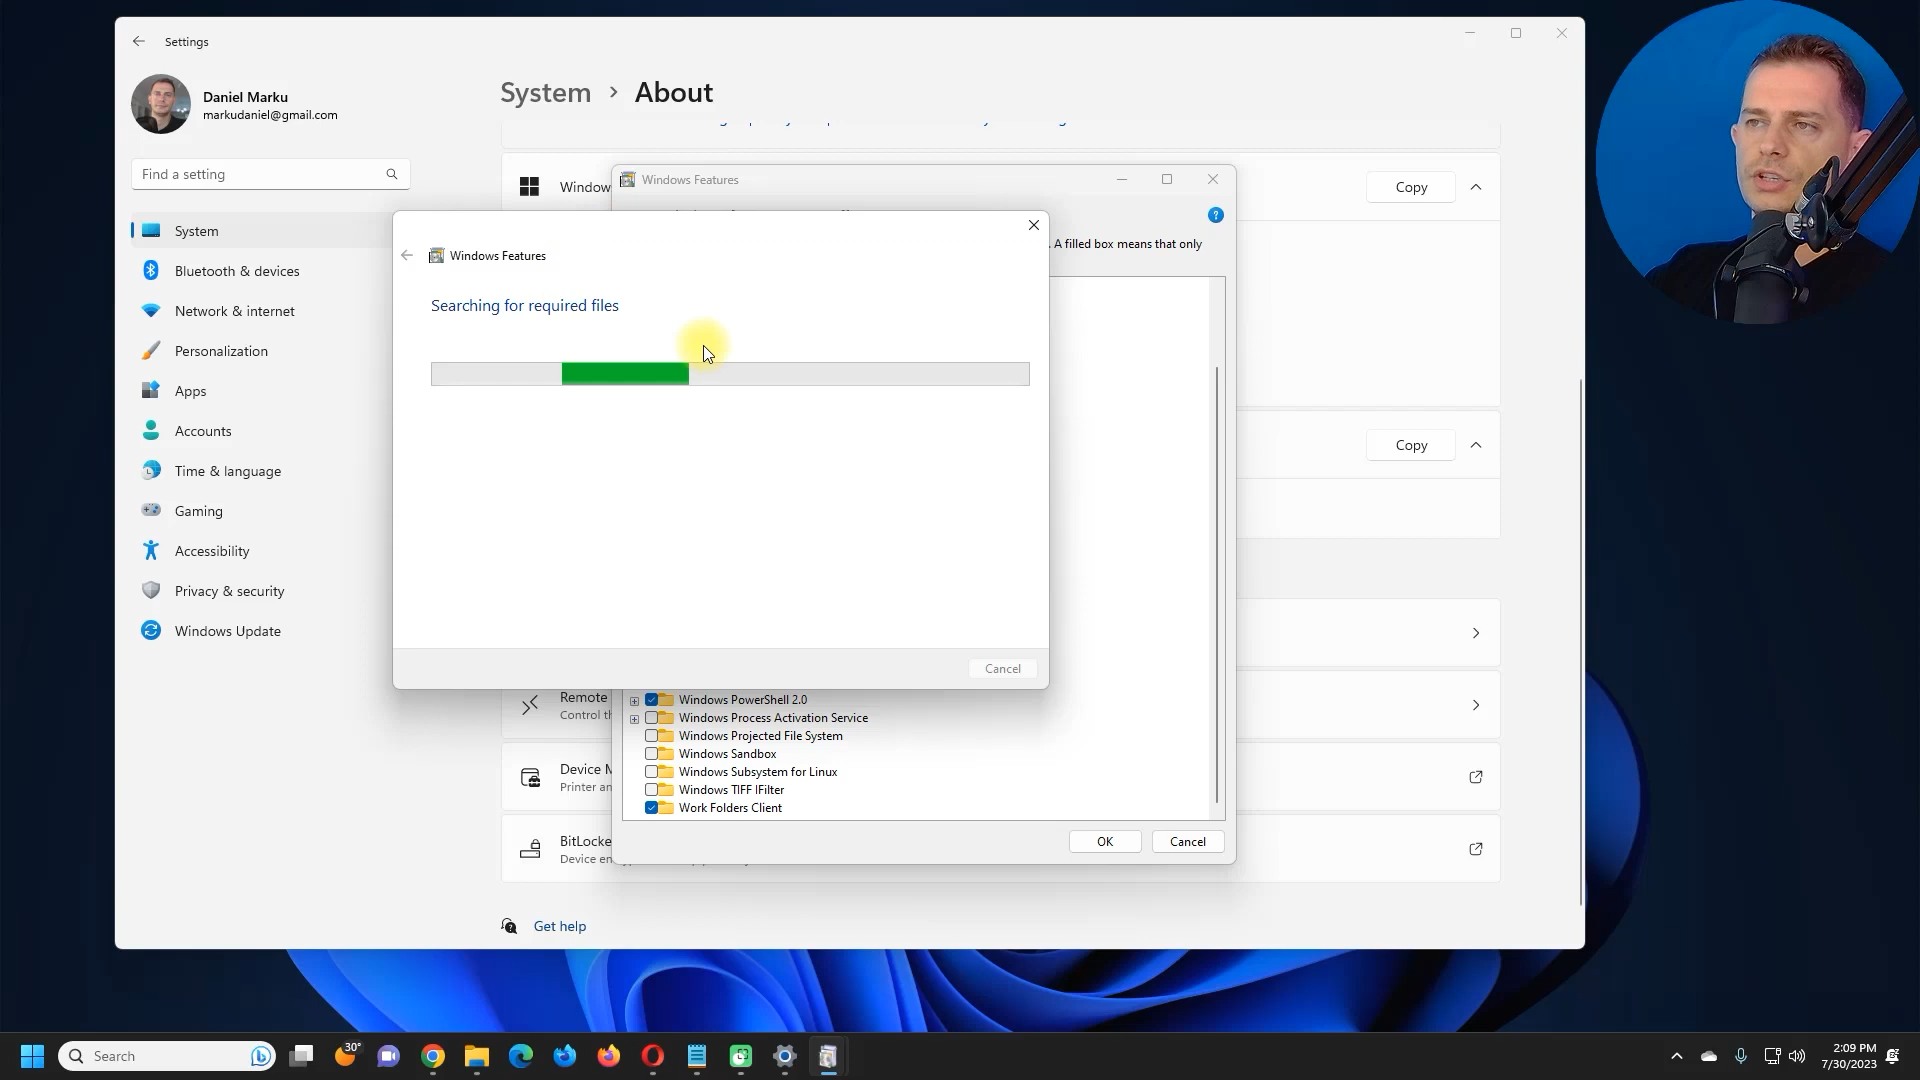 Settings
Daniel Marku
markudaniel@gmail.com
Find a setting
System
Bluetooth & devices
Network & internet
Personalization
Apps
Accounts
Time & language
Gaming
Accessibility
Privacy & security
Windows Update
System > About
Window
Copy
Windows Features
. A filled box means that only
Windows Features
Searching for required files
Cancel
Copy
Remote
Control th
Device M
Printer an
BitLocke
Device en
Windows PowerShell 2.0
Windows Process Activation Service
Windows Projected File System
Windows Sandbox
Windows Subsystem for Linux
Windows TIFF IFilter
Work Folders Client
OK
Cancel
Get help
Search
30°
2:09 PM
7/30/2023